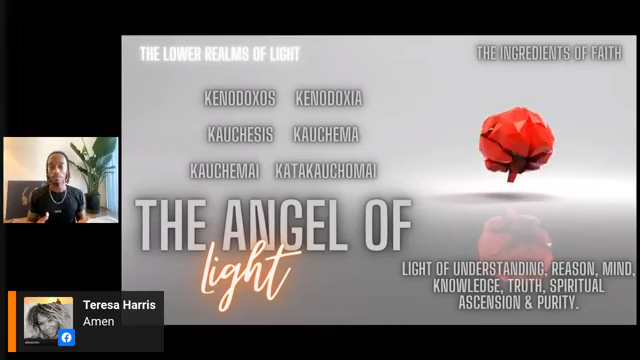 THE LOWER REALMS OF LIGHT
THE INGREDIENTS OF FAITH
KENODOXOS KENODOXIA
KAUCHESIS KAUCHEMA
KAUCHEMAI KATAKAUCHOMAI
THE ANGEL OF
Light
LIGHT OF UNDERSTANDING, REASON, MIND,
KNOWLEDGE, TRUTH, SPIRITUAL
ASCENSION & PURITY.
Teresa Harris
Amen